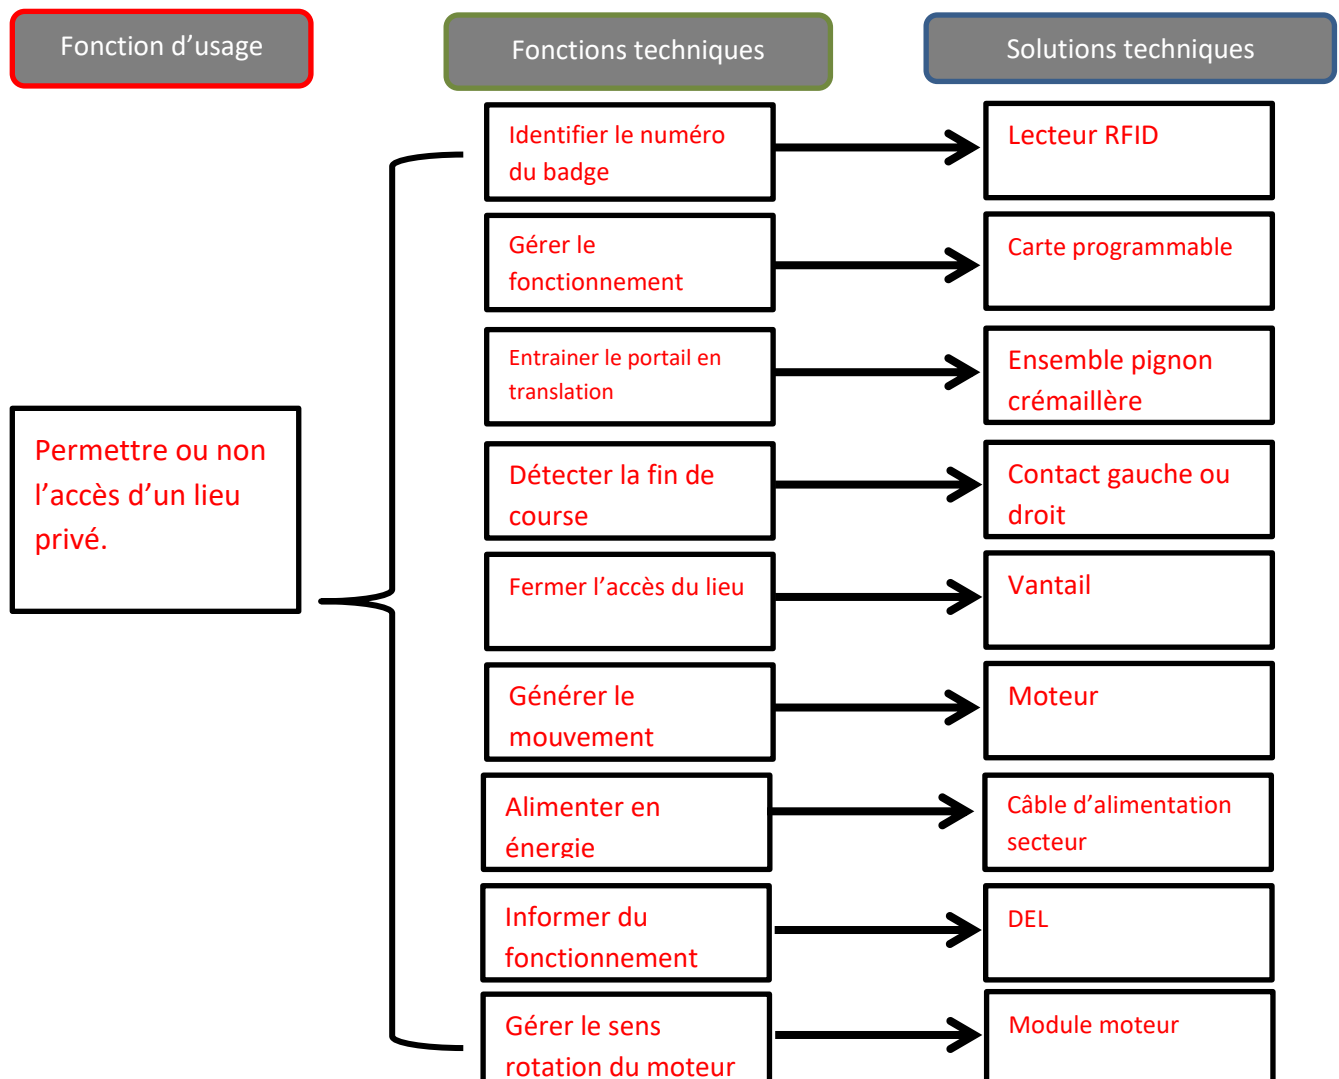 Fonction d’usage
Fonctions techniques
Solutions techniques
Permettre ou non
l’accès d’un lieu
privé.
Identifier le numéro
du badge
Lecteur RFID
Gérer le
fonctionnement
Carte programmable
Entrainer le portail en
translation
Ensemble pignon
crémaillère
Détecter la fin de
course
Contact gauche ou
droit
Fermer l’accès du lieu
Vantail
Générer le
mouvement
Moteur
Alimenter en
énergie
Câble d’alimentation
secteur
Informer du
fonctionnement
DEL
Gérer le sens
rotation du moteur
Module moteur